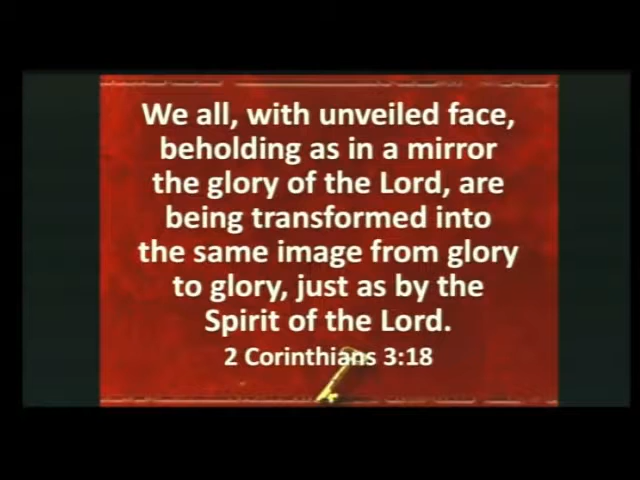 We all, with unveiled face,
beholding as in a mirror
the glory of the Lord, are
being transformed into
the same image from glory
to glory, just as by the
Spirit of the Lord.
2 Corinthians 3:18